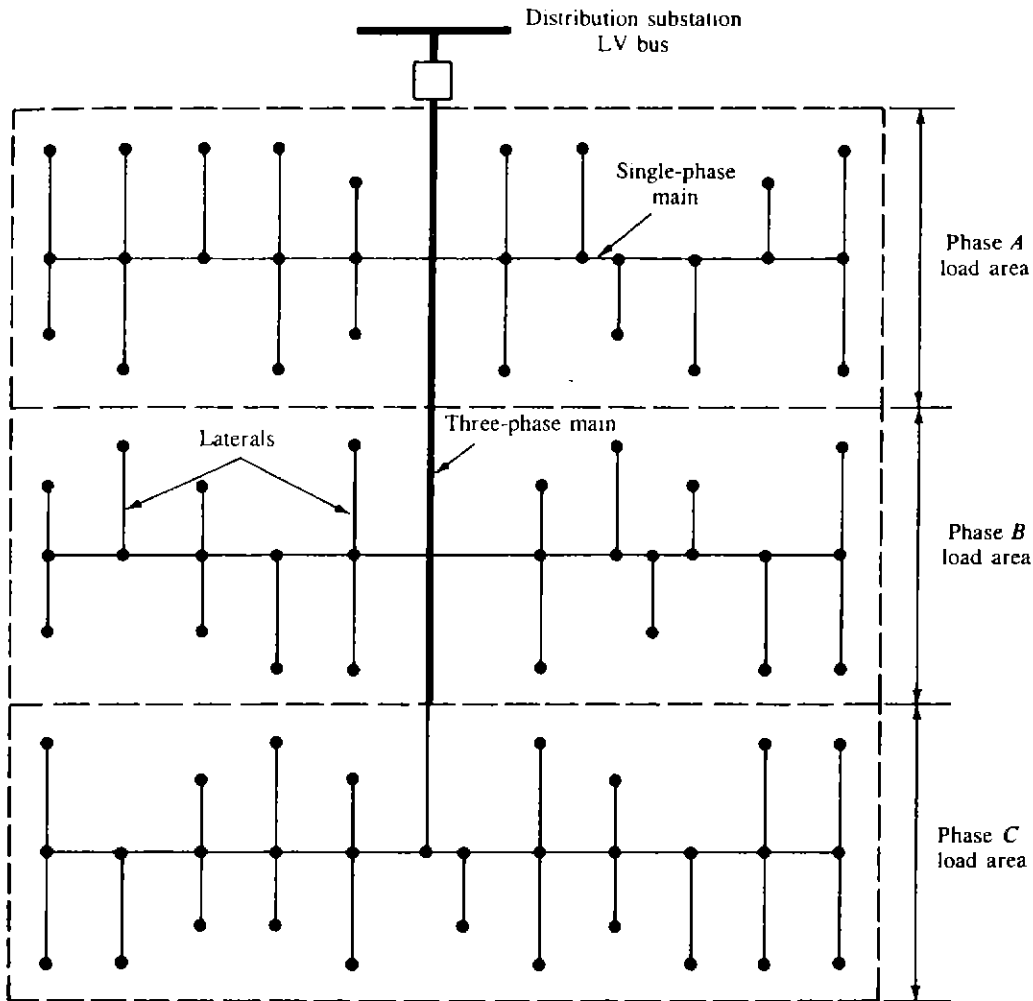 Distribution substation
LV bus
Single-phase
main
Phase A
load area
Three-phase main
Laterals
Phase B
load area
Phase C
load area